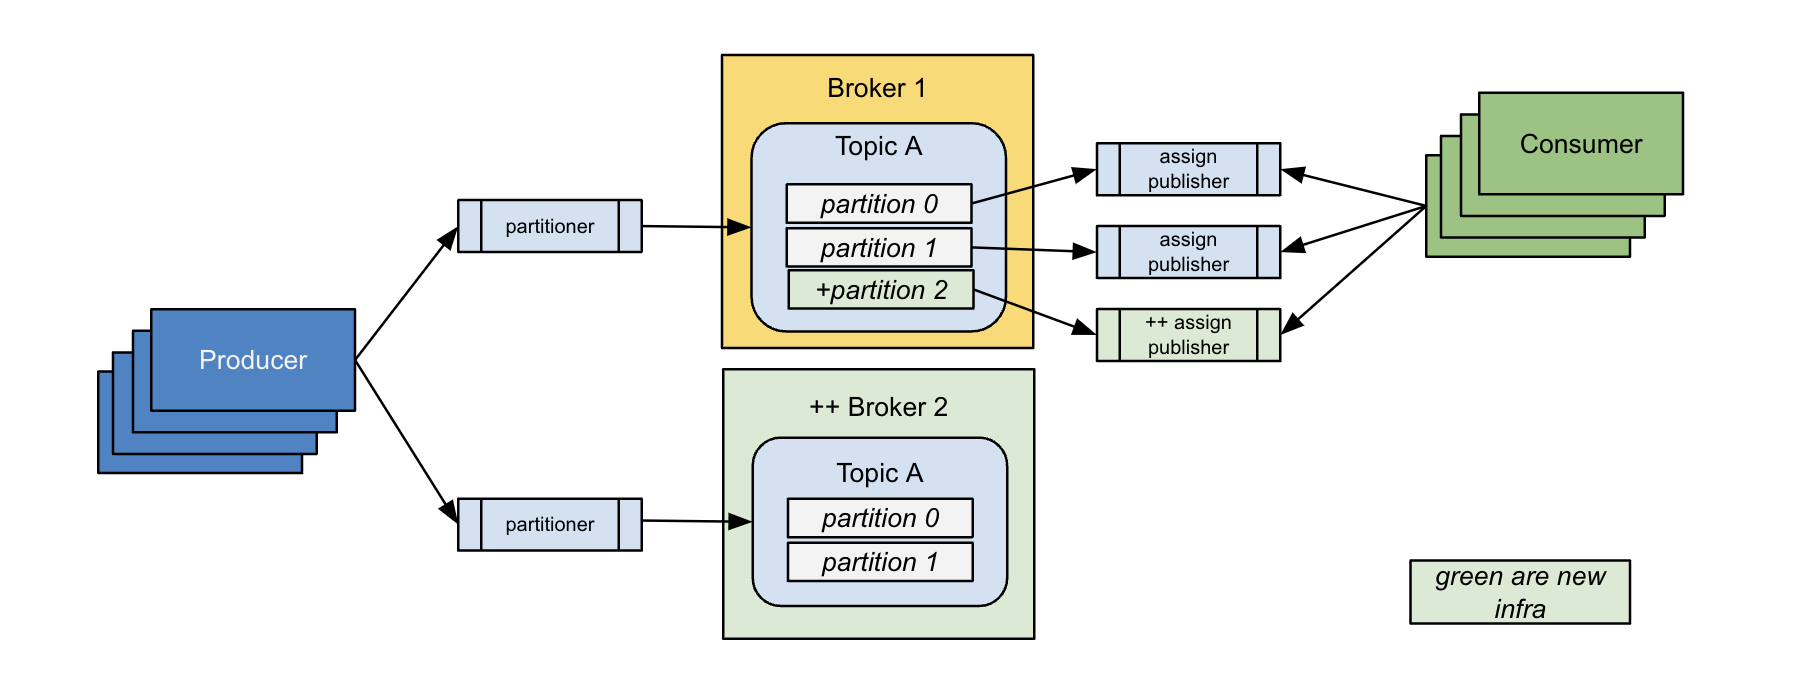 Producer
partitioner
partitioner
Broker 1
Topic A
partition 0
partition 1
+partition 2
++ Broker 2
Topic A
partition 0
partition 1
assign
publisher
assign
publisher
++ assign
publisher
Consumer
green are new
infra